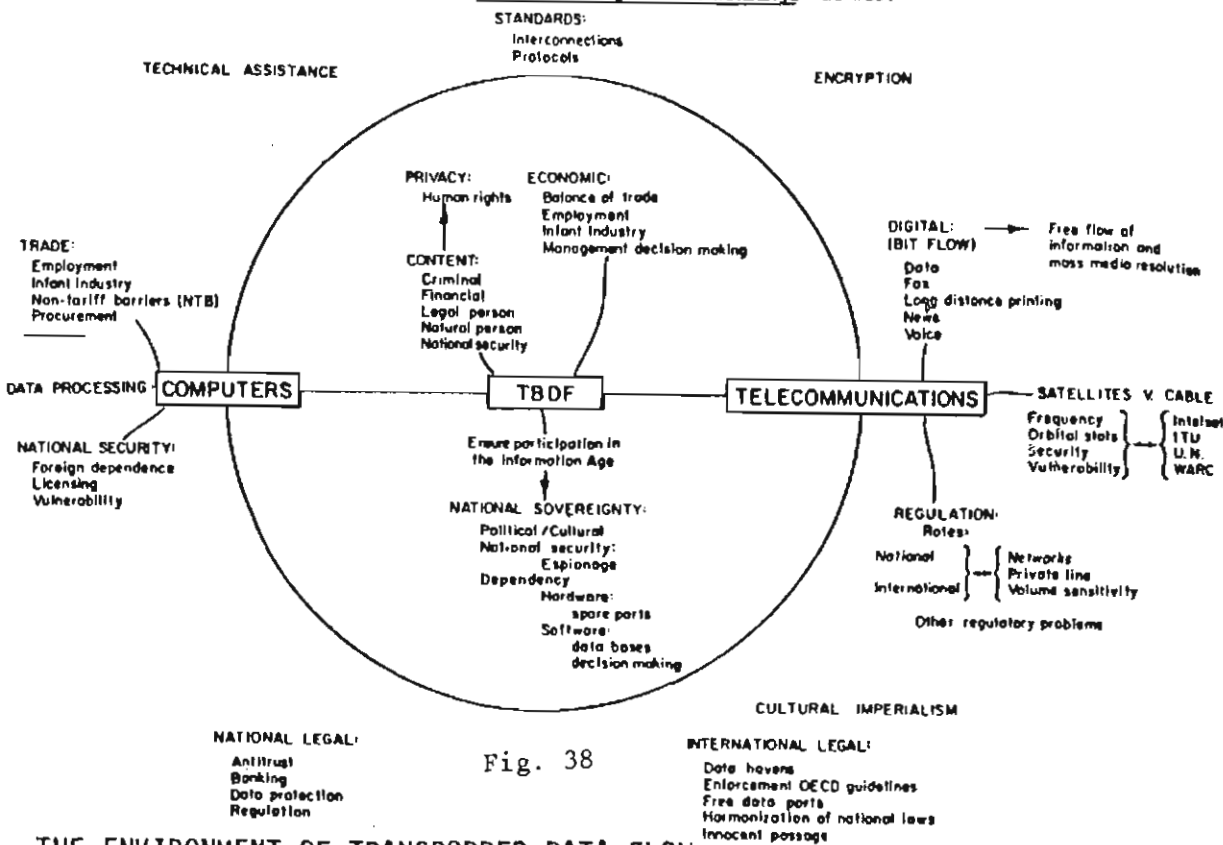 STANDARDS:
Interconnections
Protocols
TECHNICAL ASSISTANCE
ENCRYPTION
PRIVACY:
Human rights
ECONOMIC:
Balance of trade
Employment
Infant Industry
Management decision making
CONTENT:
Criminal
Financial
Legal person
Natural person
National security
TRADE:
Employment
Infant Industry
Non-tariff barriers (NTB)
Procurement
DIGITAL:
(BIT FLOW)
Data
Fax
Long distance printing
News
Voice
Free flow of
information and
mass media resolution
DATA PROCESSING
COMPUTERS
TBDF
TELECOMMUNICATIONS
SATELLITES V. CABLE
Frequency
Orbital slots
Security
Vulnerability
Intelsat
ITU
U.N.
WARC
NATIONAL SECURITY:
Foreign dependence
Licensing
Vulnerability
Ensure participation in
the Information Age
NATIONAL SOVEREIGNTY:
Political/Cultural
National security:
Espionage
Dependency
Hardware:
spare parts
Software:
data bases
decision making
REGULATION:
Rates:
National
International
Networks
Private line
Volume sensitivity
Other regulatory problems
CULTURAL IMPERIALISM
NATIONAL LEGAL:
Antitrust
Banking
Data protection
Regulation
Fig. 38
INTERNATIONAL LEGAL:
Data havens
Enforcement OECD guidelines
Free data ports
Harmonization of national laws
Innocent passage
THE ENVIRONMENT OF TRANSBORDER DATA FLOW